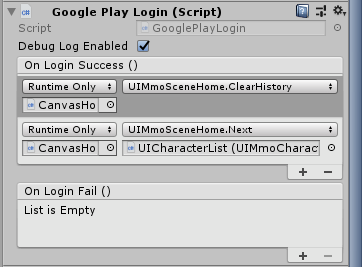 Google Play Login (Script)
Script GooglePlayLogin
Debug Log Enabled
On Login Success ()
Runtime Only UIMmoSceneHome.ClearHistory
CanvasHo
Runtime Only UIMmoSceneHome.Next
CanvasHo UICharacterList (UIMmoCharact
On Login Fail ()
List is Empty